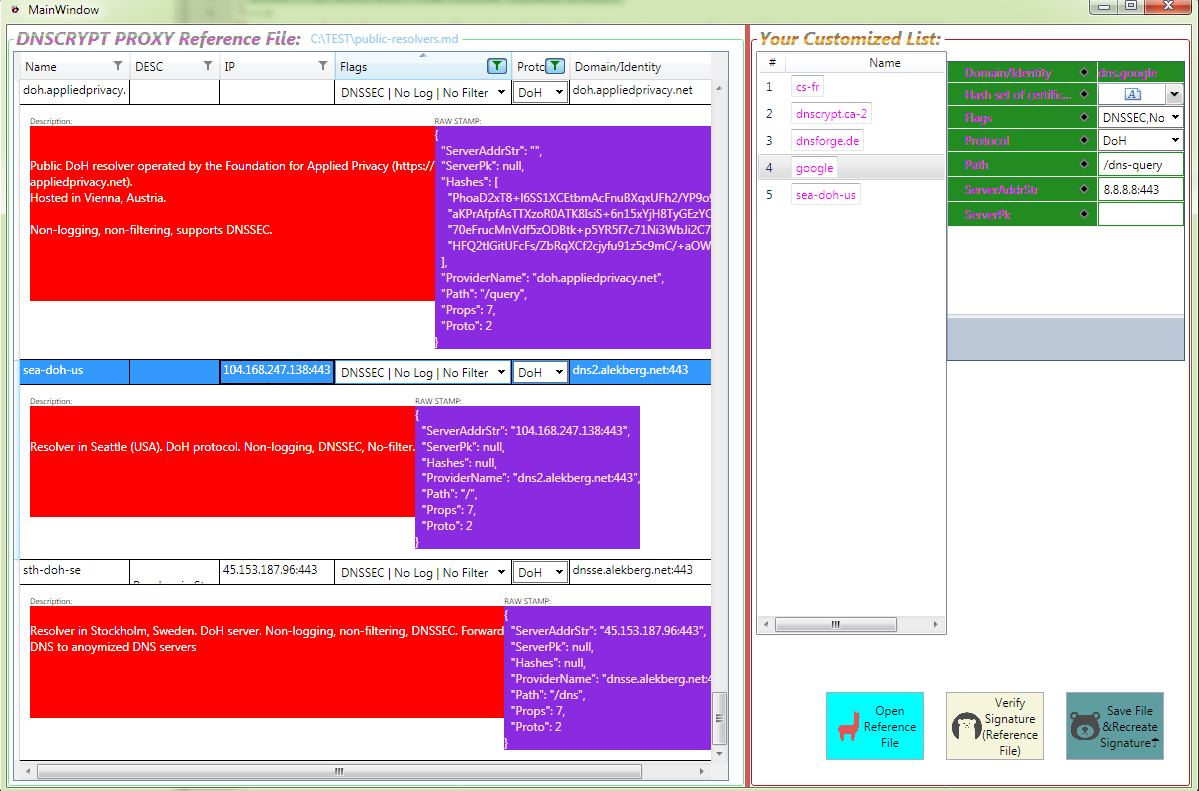 MainWindow
DNSCRYPT PROXY Reference File: C:\TEST\public-resolvers.md
Name DESC IP Flags Proto Domain/Identity
doh.appliedprivacy. DNSSEC | No Log | No Filter DoH doh.appliedprivacy.net
Description:
Public DoH resolver operated by the Foundation for Applied Privacy (https://
appliedprivacy.net).
Hosted in Vienna, Austria.
Non-logging, non-filtering, supports DNSSEC.
RAW STAMP:
{
"ServerAddrStr": "",
"ServerPk": null,
"Hashes": [
],
"ProviderName": "doh.appliedprivacy.net",
"Path": "/query",
"Props": 7,
"Proto": 2
}
sea-doh-us 104.168.247.138:443 DNSSEC | No Log | No Filter DoH dns2.alekberg.net:443
Description:
Resolver in Seattle (USA). DoH protocol. Non-logging, DNSSEC, No-filter.
RAW STAMP:
{
"ServerAddrStr": "104.168.247.138:443",
"ServerPk": null,
"Hashes": null,
"ProviderName": "dns2.alekberg.net:443",
"Path": "/",
"Props": 7,
"Proto": 2
}
sth-doh-se 45.153.187.96:443 DNSSEC | No Log | No Filter DoH dnsse.alekberg.net:443
Description:
Resolver in Stockholm, Sweden. DoH server. Non-logging, non-filtering, DNSSEC. Forward
DNS to anoymized DNS servers
RAW STAMP:
{
"ServerAddrStr": "45.153.187.96:443",
"ServerPk": null,
"Hashes": null,
"ProviderName": "dnsse.alekberg.net:
"Path": "/dns",
"Props": 7,
"Proto": 2
}
Your Customized List:
# Name
1 cs-fr
2 dnscrypt.ca-2
3 dnsforge.de
4 google
5 sea-doh-us
Domain/Identity dns.google
Hash set of certific...
Flags DNSSEC,No
Protocol DoH
Path /dns-query
ServerAddrStr 8.8.8.8:443
ServerPk
Open
Reference
File
Verify
Signature
(Reference
File)
Save File
&Recreate
Signature